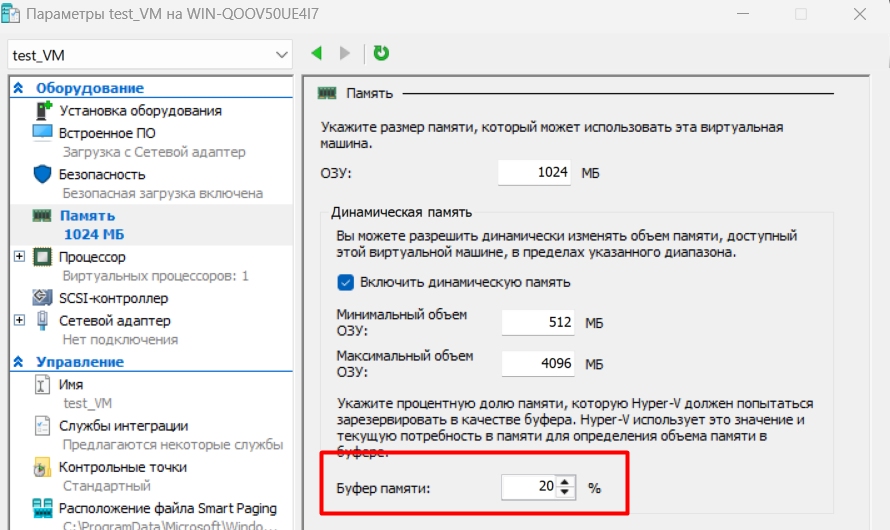 Параметры test_VM на WIN-QOOV50UE4I7
test_VM
Оборудование
Установка оборудования
Встроенное ПО
Загрузка с Сетевой адаптер
Безопасность
Безопасная загрузка включена
Память
1024 МБ
Процессор
Виртуальных процессоров: 1
SCSI-контроллер
Сетевой адаптер
Нет подключения
Управление
Имя
test_VM
Службы интеграции
Предлагаются некоторые службы
Контрольные точки
Стандартный
Расположение файла Smart Paging
C:\ProgramData\Microsoft\Windo...
Память
Укажите размер памяти, который может использовать эта виртуальная
машина.
ОЗУ: 1024 МБ
Динамическая память
Вы можете разрешить динамически изменять объем памяти, доступный
этой виртуальной машине, в пределах указанного диапазона.
Включить динамическую память
Минимальный объем
ОЗУ: 512 МБ
Максимальный объем
ОЗУ: 4096 МБ
Укажите процентную долю памяти, которую Hyper-V должен попытаться
зарезервировать в качестве буфера. Hyper-V использует это значение и
текущую потребность в памяти для определения объема памяти в
буфере.
Буфер памяти: 20 %